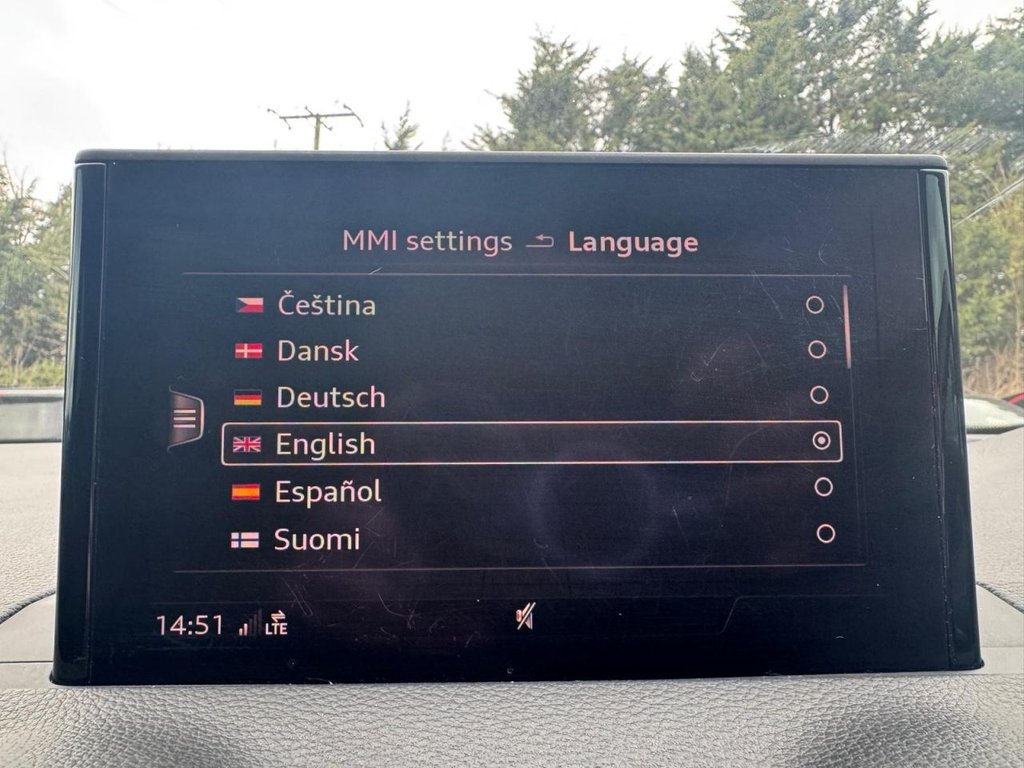 MMI settings Language
Čeština
Dansk
Deutsch
English
Español
Suomi
14:51 LTE